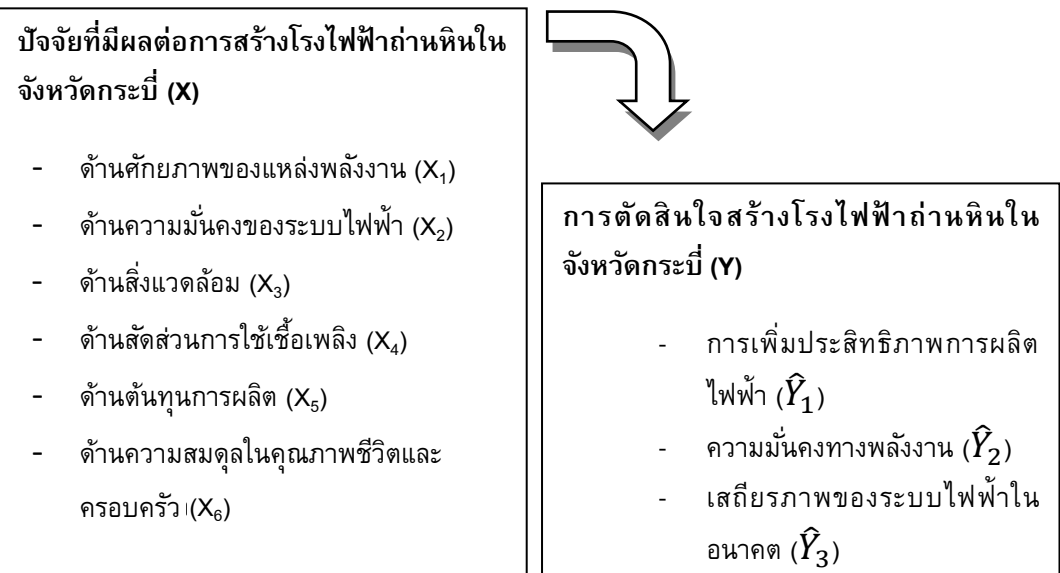 ปัจจัยที่มีผลต่อการสร้างโรงไฟฟ้าถ่านหินใน
จังหวัดกระบี่ (X)
- ด้านศักยภาพของแหล่งพลังงาน (X₁)
- ด้านความมั่นคงของระบบไฟฟ้า (X₂)
- ด้านสิ่งแวดล้อม (X₃)
- ด้านสัดส่วนการใช้เชื้อเพลิง (X₄)
- ด้านต้นทุนการผลิต (X₅)
- ด้านความสมดุลในคุณภาพชีวิตและ
ครอบครัว (X₆)
การตัดสินใจสร้างโรงไฟฟ้าถ่านหินใน
จังหวัดกระบี่ (Y)
- การเพิ่มประสิทธิภาพการผลิต
ไฟฟ้า (Ŷ₁)
- ความมั่นคงทางพลังงาน (Ŷ₂)
- เสถียรภาพของระบบไฟฟ้าใน
อนาคต (Ŷ₃)